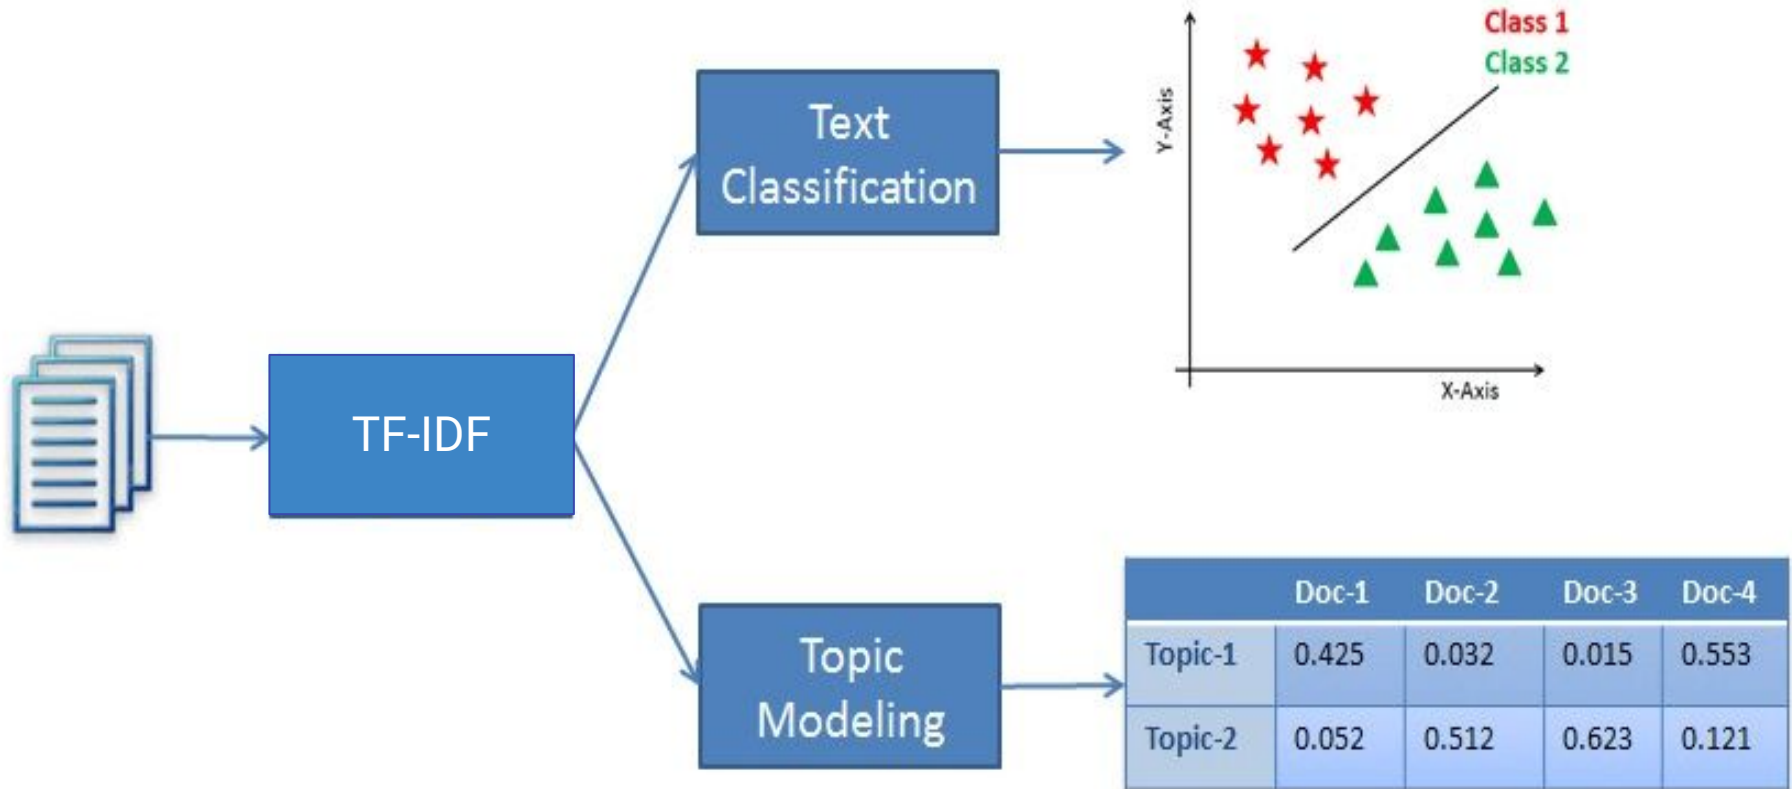 Class 1
Class 2
Text
Classification
Y-Axis
X-Axis
TF-IDF
Topic
Modeling
Doc-1 Doc-2 Doc-3 Doc-4
Topic-1 0.425 0.032 0.015 0.553
Topic-2 0.052 0.512 0.623 0.121